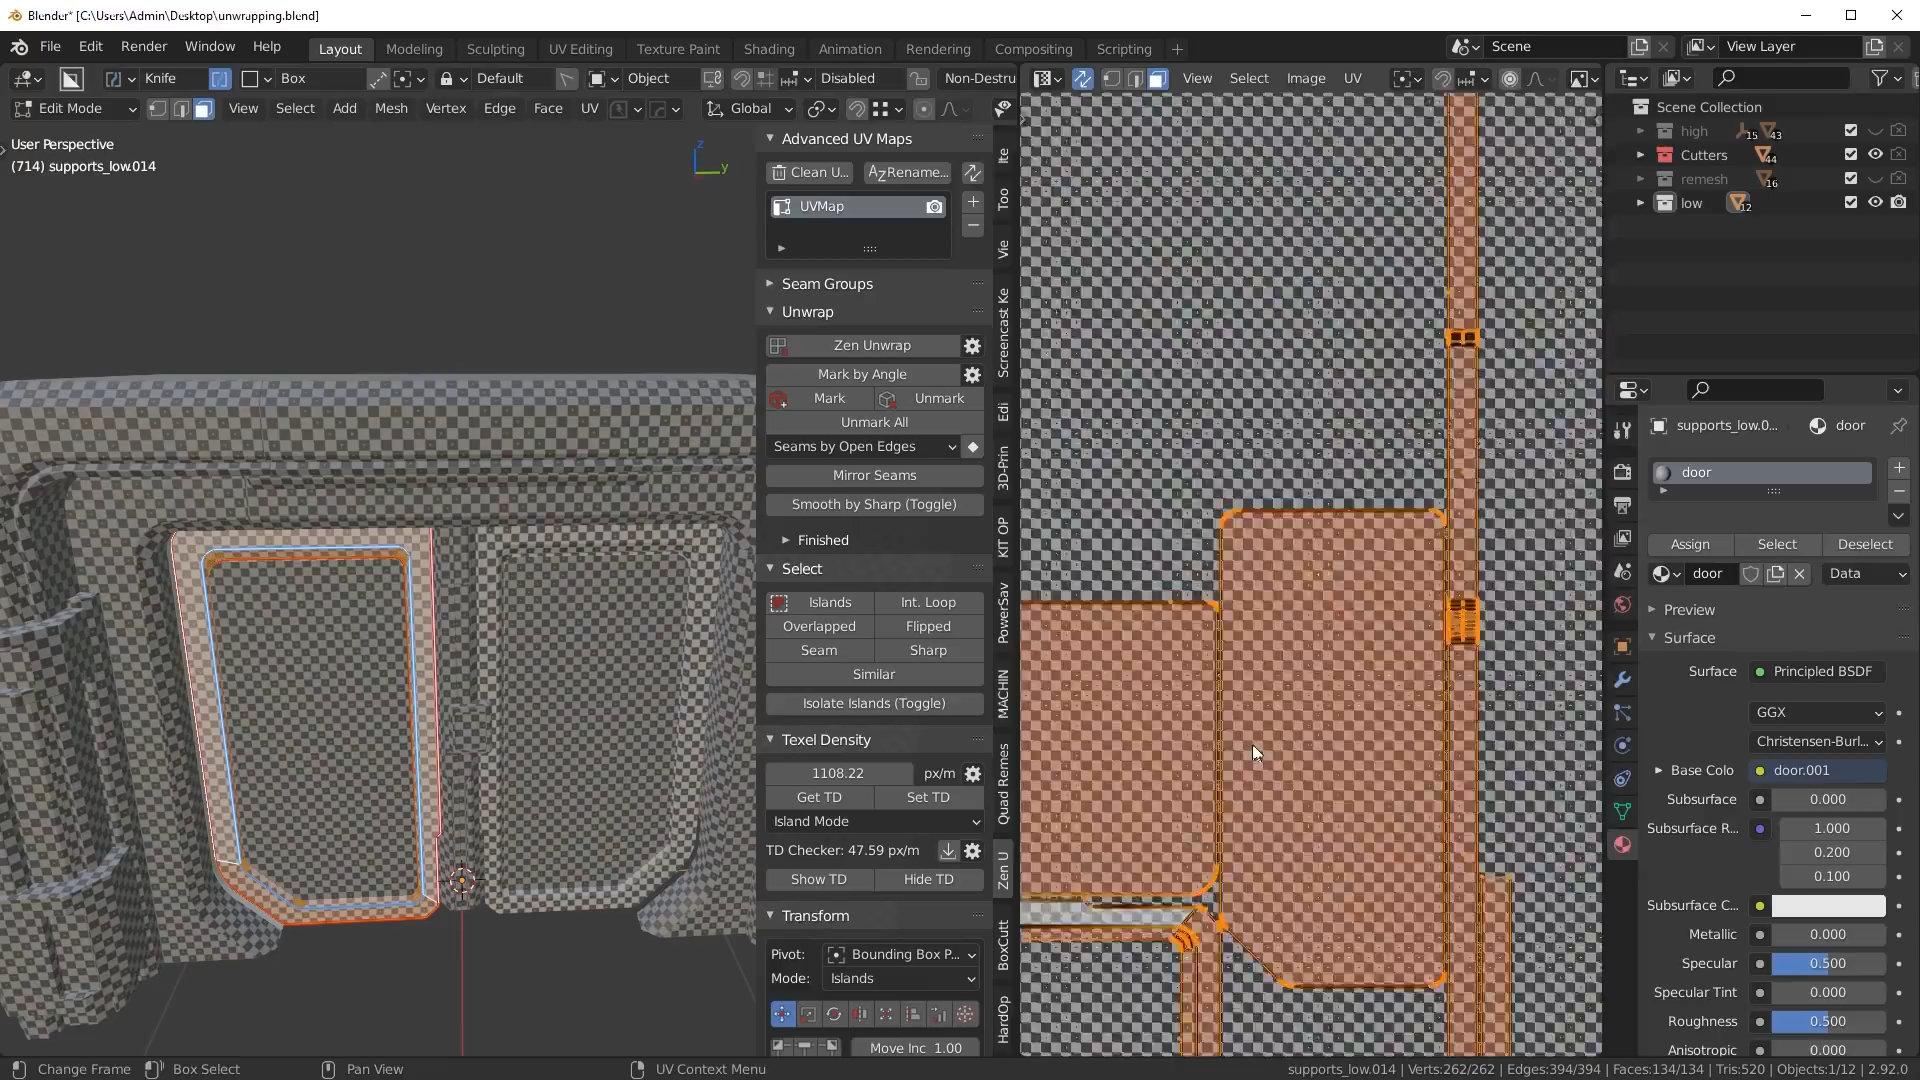 Blender* [C:\Users\Admin\Desktop\unwrapping.blend]
File Edit Render Window Help
Layout Modeling Sculpting UV Editing Texture Paint Shading Animation Rendering Compositing Scripting +
Scene
View Layer
Knife Box Default Object Disabled Non-Destru
View Select Image UV
Edit Mode View Select Add Mesh Vertex Edge Face UV Global
User Perspective
(714) supports_low.014
z
y
Advanced UV Maps
Clean U... Rename...
UVMap
Seam Groups
Unwrap
Zen Unwrap
Mark by Angle
Mark Unmark
Unmark All
Seams by Open Edges
Mirror Seams
Smooth by Sharp (Toggle)
Finished
Select
Islands Int. Loop
Overlapped Flipped
Seam Sharp
Similar
Isolate Islands (Toggle)
Texel Density
1108.22 px/m
Get TD Set TD
Island Mode
TD Checker: 47.59 px/m
Show TD Hide TD
Transform
Pivot: Bounding Box P...
Mode: Islands
Move Inc 1.00
Ite
Too
Vie
Screencast Ke
Edi
3D-Prin
KIT OP
PowerSav
MACHIN
Quad Remes
Zen U
BoxCutt
HardOp
Scene Collection
high 15 43
Cutters 44
remesh 16
low 12
supports_low.0... door
door
Assign Select Deselect
door Data
Preview
Surface
Surface Principled BSDF
GGX
Christensen-Burl...
Base Colo door.001
Subsurface 0.000
Subsurface R... 1.000
0.200
0.100
Subsurface C...
Metallic 0.000
Specular 0.500
Specular Tint 0.000
Roughness 0.500
Anisotropic 0.000
Change Frame Box Select Pan View UV Context Menu
supports_low.014 | Verts:262/262 | Edges:394/394 | Faces:134/134 | Tris:520 | Objects:1/12 | 2.92.0